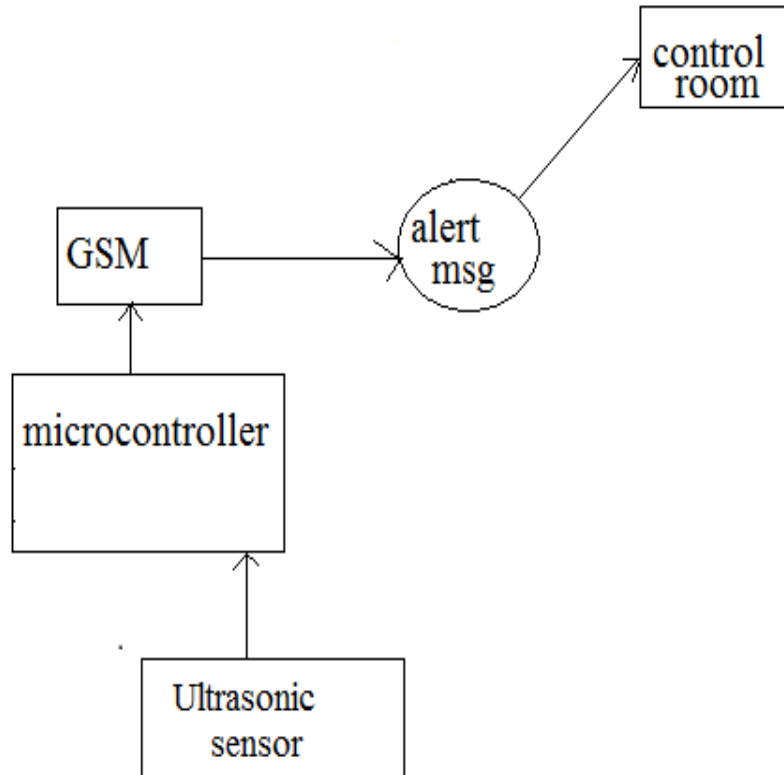 control
room
GSM
alert
msg
microcontroller
Ultrasonic
sensor